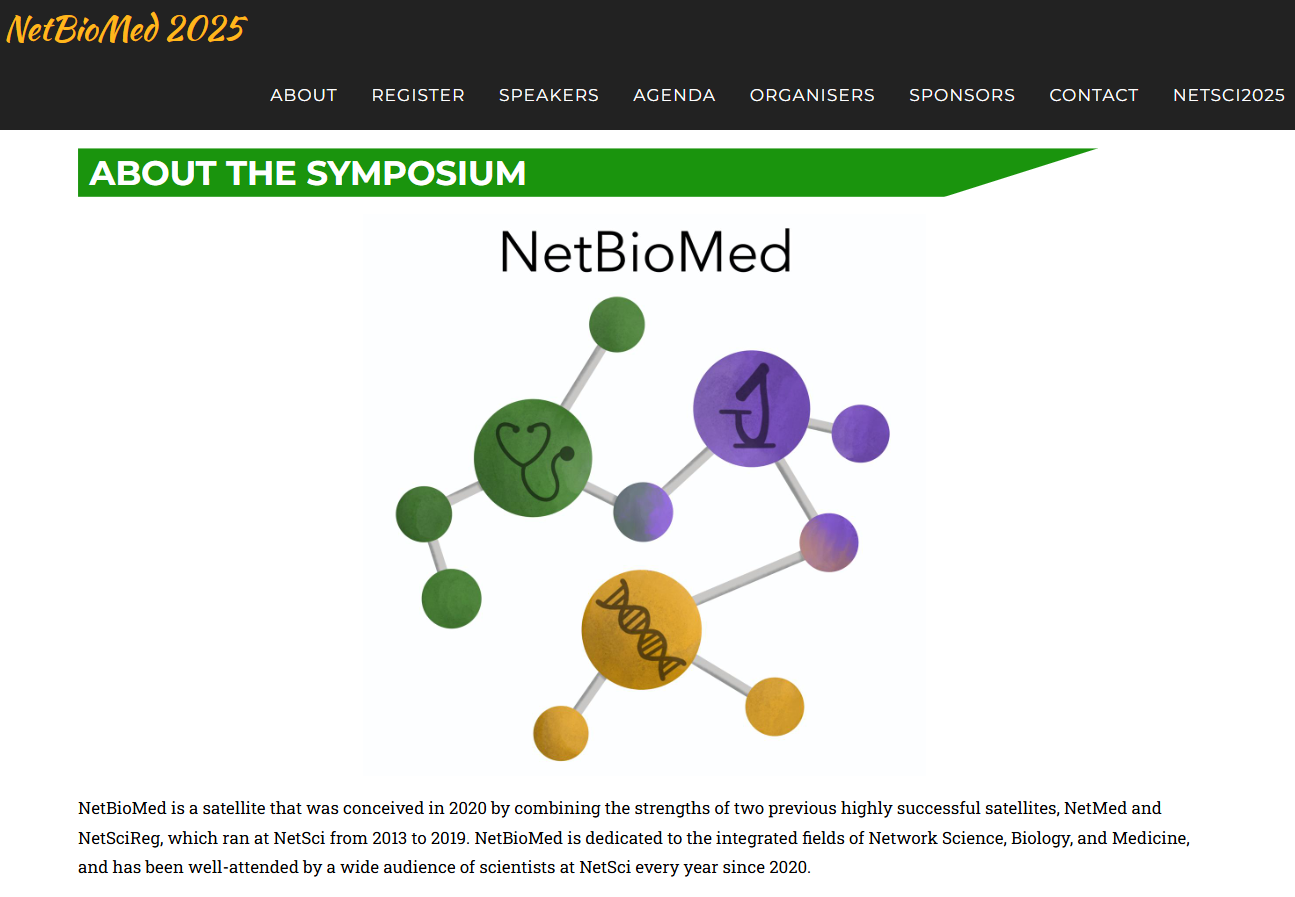 NetBioMed 2025
ABOUT REGISTER SPEAKERS AGENDA ORGANISERS SPONSORS CONTACT NETSCI2025
ABOUT THE SYMPOSIUM
NetBioMed
NetBioMed is a satellite that was conceived in 2020 by combining the strengths of two previous highly successful satellites, NetMed and
NetSciReg, which ran at NetSci from 2013 to 2019. NetBioMed is dedicated to the integrated fields of Network Science, Biology, and Medicine,
and has been well-attended by a wide audience of scientists at NetSci every year since 2020.